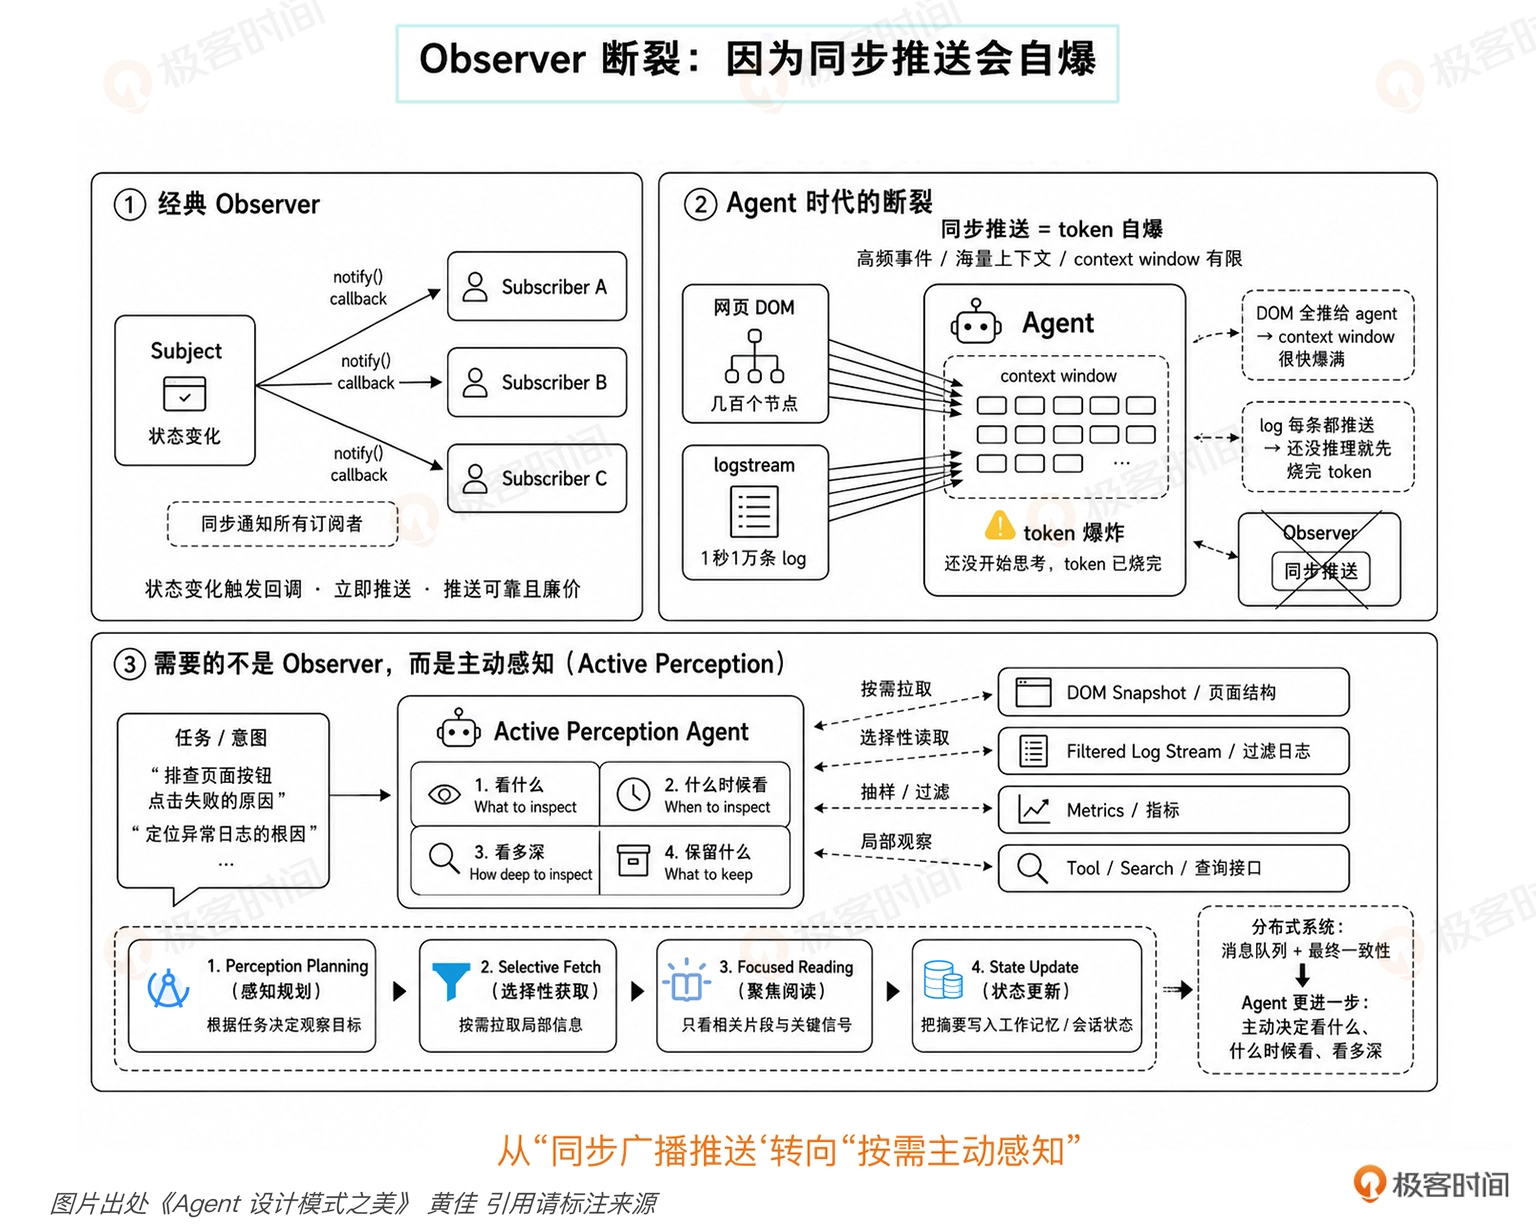 Observer 断裂：因为同步推送会自爆
① 经典 Observer
Subject
状态变化
notify()
callback
notify()
callback
notify()
callback
Subscriber A
Subscriber B
Subscriber C
同步通知所有订阅者
状态变化触发回调 · 立即推送 · 推送可靠且廉价
② Agent 时代的断裂
同步推送 = token 自爆
高频事件 / 海量上下文 / context window 有限
网页 DOM
几百个节点
logstream
1秒1万条 log
Agent
context window
...
token 爆炸
还没开始思考，token 已烧完
DOM 全推给 agent
→ context window
很快爆满
log 每条都推送
→ 还没推理就先
烧完 token
Observer
同步推送
③ 需要的不是 Observer，而是主动感知（Active Perception）
任务 / 意图
“ 排查页面按钮
点击失败的原因 ”
“ 定位异常日志的根因 ”
...
Active Perception Agent
1. 看什么
What to inspect
2. 什么时候看
When to inspect
3. 看多深
How deep to inspect
4. 保留什么
What to keep
按需拉取
选择性读取
抽样 / 过滤
局部观察
DOM Snapshot / 页面结构
Filtered Log Stream / 过滤日志
Metrics / 指标
Tool / Search / 查询接口
1. Perception Planning
（感知规划）
根据任务决定观察目标
2. Selective Fetch
（选择性获取）
按需拉取局部信息
3. Focused Reading
（聚焦阅读）
只看相关片段与关键信号
4. State Update
（状态更新）
把摘要写入工作记忆 / 会话状态
分布式系统：
消息队列 + 最终一致性
Agent 更进一步：
主动决定看什么、
什么时候看、看多深
从“同步广播推送‘转向“按需主动感知”
图片出处《Agent 设计模式之美》 黄佳 引用请标注来源
极客时间